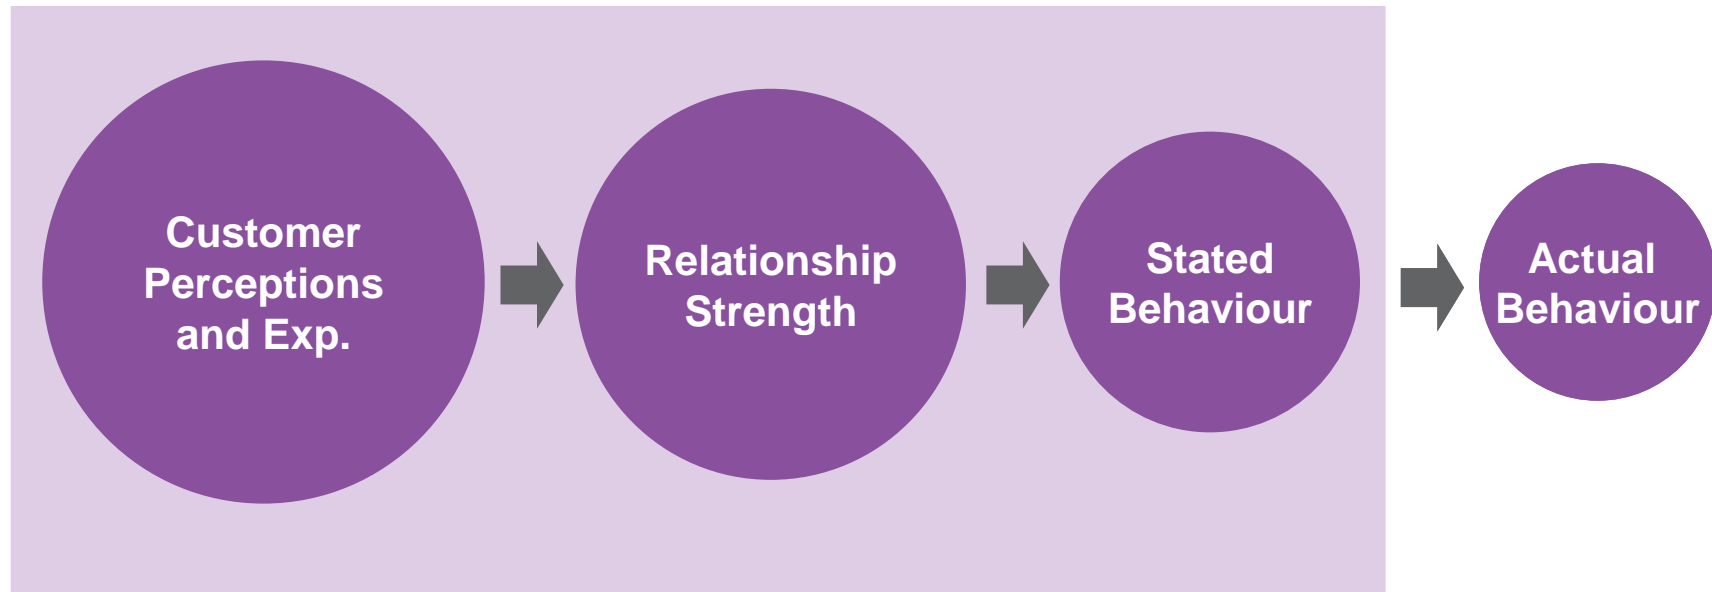 Customer
Perceptions
and Exp.
Relationship
Strength
Stated
Behaviour
Actual
Behaviour